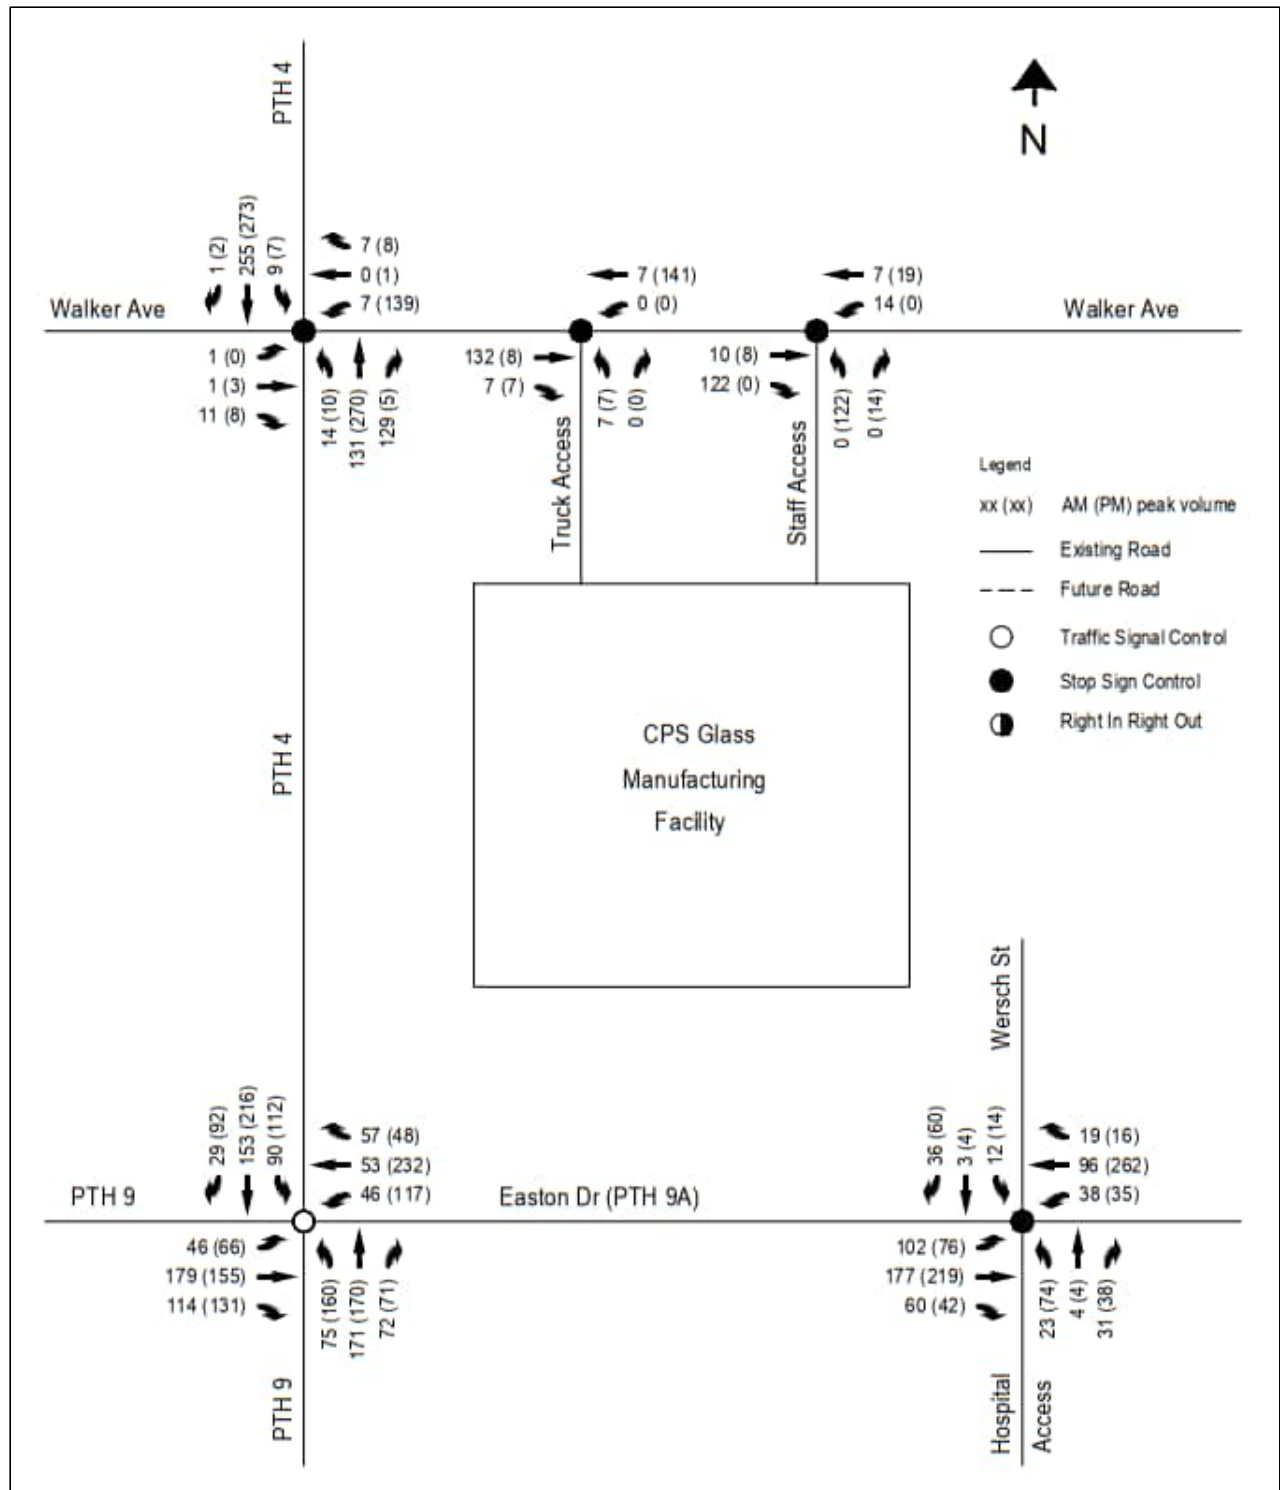 PTH 4
N
1 (2)
255 (273)
9 (7)
7 (8)
0 (1)
7 (139)
7 (141)
0 (0)
7 (19)
14 (0)
Walker Ave
Walker Ave
1 (0)
1 (3)
11 (8)
14 (10)
131 (270)
129 (5)
132 (8)
7 (7)
7 (7)
0 (0)
10 (8)
122 (0)
0 (122)
0 (14)
Truck Access
Staff Access
Legend
xx (xx) AM (PM) peak volume
Existing Road
Future Road
Traffic Signal Control
Stop Sign Control
Right In Right Out
PTH 4
CPS Glass
Manufacturing
Facility
Wersch St
29 (92)
153 (216)
90 (112)
57 (48)
53 (232)
46 (117)
36 (60)
3 (4)
12 (14)
19 (16)
96 (262)
38 (35)
PTH 9
Easton Dr (PTH 9A)
46 (66)
179 (155)
114 (131)
75 (160)
171 (170)
72 (71)
102 (76)
177 (219)
60 (42)
23 (74)
4 (4)
31 (38)
PTH 9
Hospital
Access